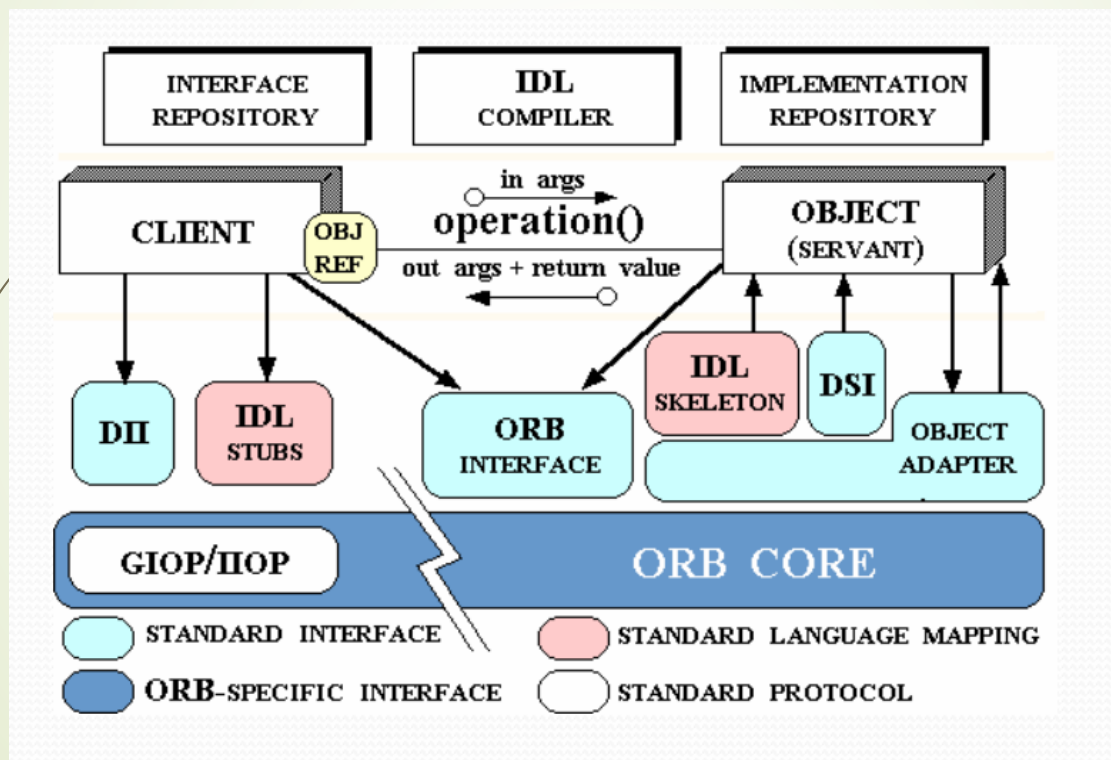 INTERFACE
REPOSITORY
IDL
COMPILER
IMPLEMENTATION
REPOSITORY
CLIENT
OBJ
REF
in args
operation()
out args + return value
OBJECT
(SERVANT)
DII
IDL
STUBS
ORB
INTERFACE
IDL
SKELETON
DSI
OBJECT
ADAPTER
GIOP/IIOP
ORB CORE
STANDARD INTERFACE
STANDARD LANGUAGE MAPPING
ORB-SPECIFIC INTERFACE
STANDARD PROTOCOL